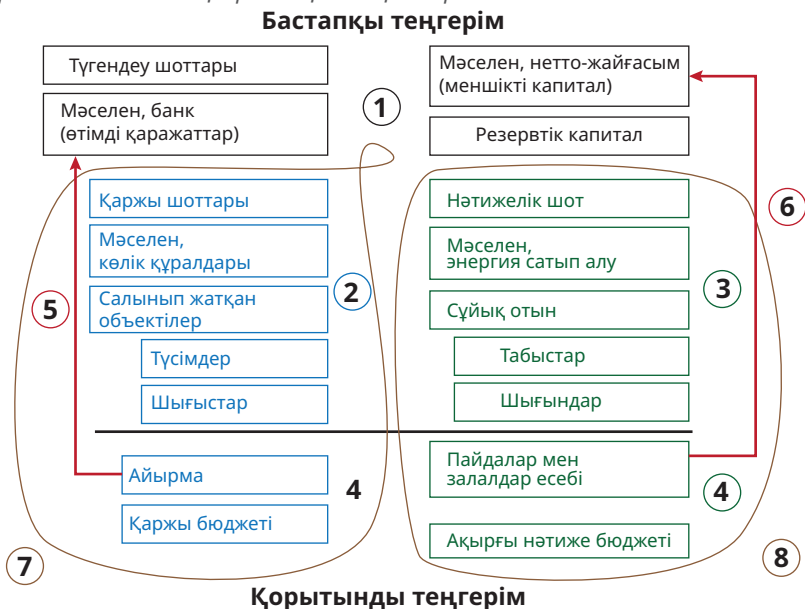 Бастапқы теңгерім
Түгендеу шоттары
Мәселен, банк
(өтімді қаражаттар)
1
Мәселен, нетто-жайғасым
(меншікті капитал)
Резервтік капитал
Қаржы шоттары
Мәселен,
көлік құралдары
Салынып жатқан
объектілер
Түсімдер
Шығыстар
5
2
Нәтижелік шот
Мәселен,
энергия сатып алу
Сұйық отын
Табыстар
Шығындар
3
6
Айырма
Қаржы бюджеті
4
Пайдалар мен
залалдар есебі
Ақырғы нәтиже бюджеті
4
7
8
Қорытынды теңгерім